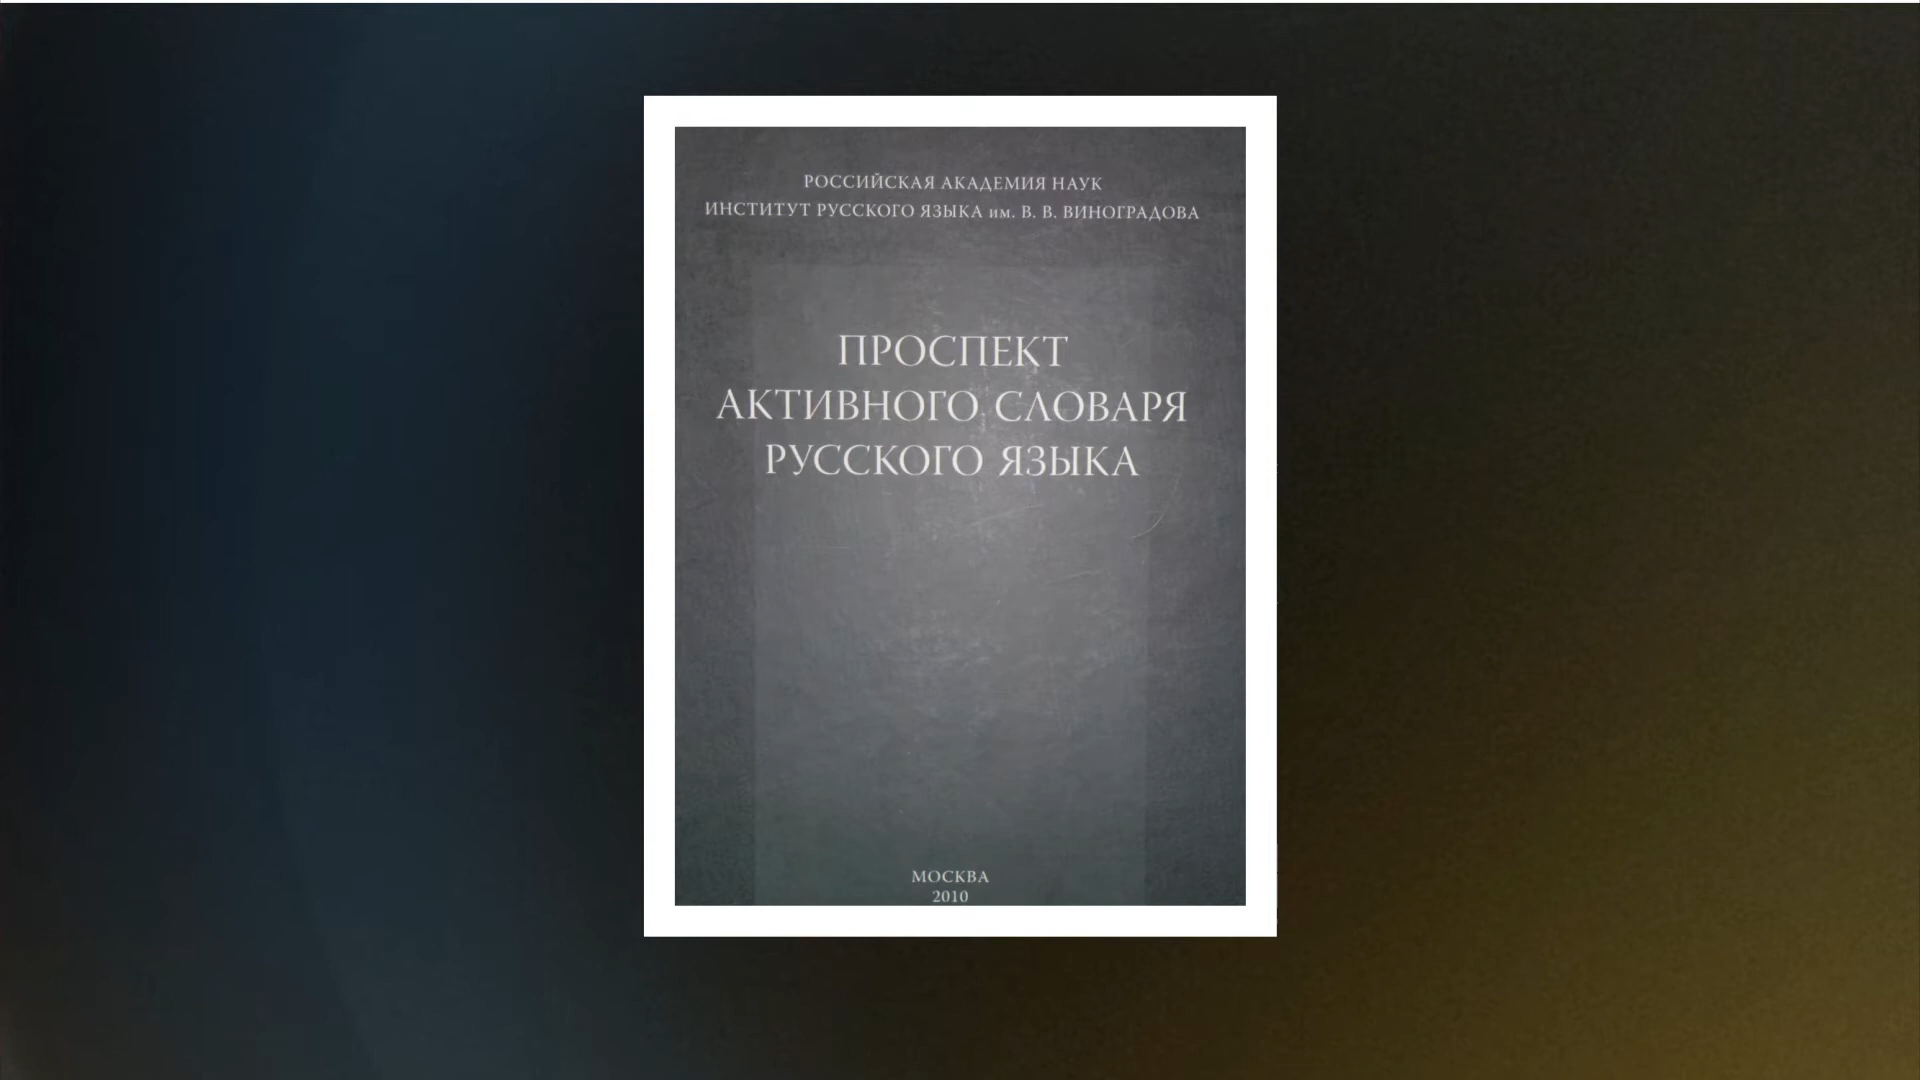 РОССИЙСКАЯ АКАДЕМИЯ НАУК
ИНСТИТУТ РУССКОГО ЯЗЫКА им. В. В. ВИНОГРАДОВА
ПРОСПЕКТ
АКТИВНОГО СЛОВАРЯ
РУССКОГО ЯЗЫКА
МОСКВА
2010